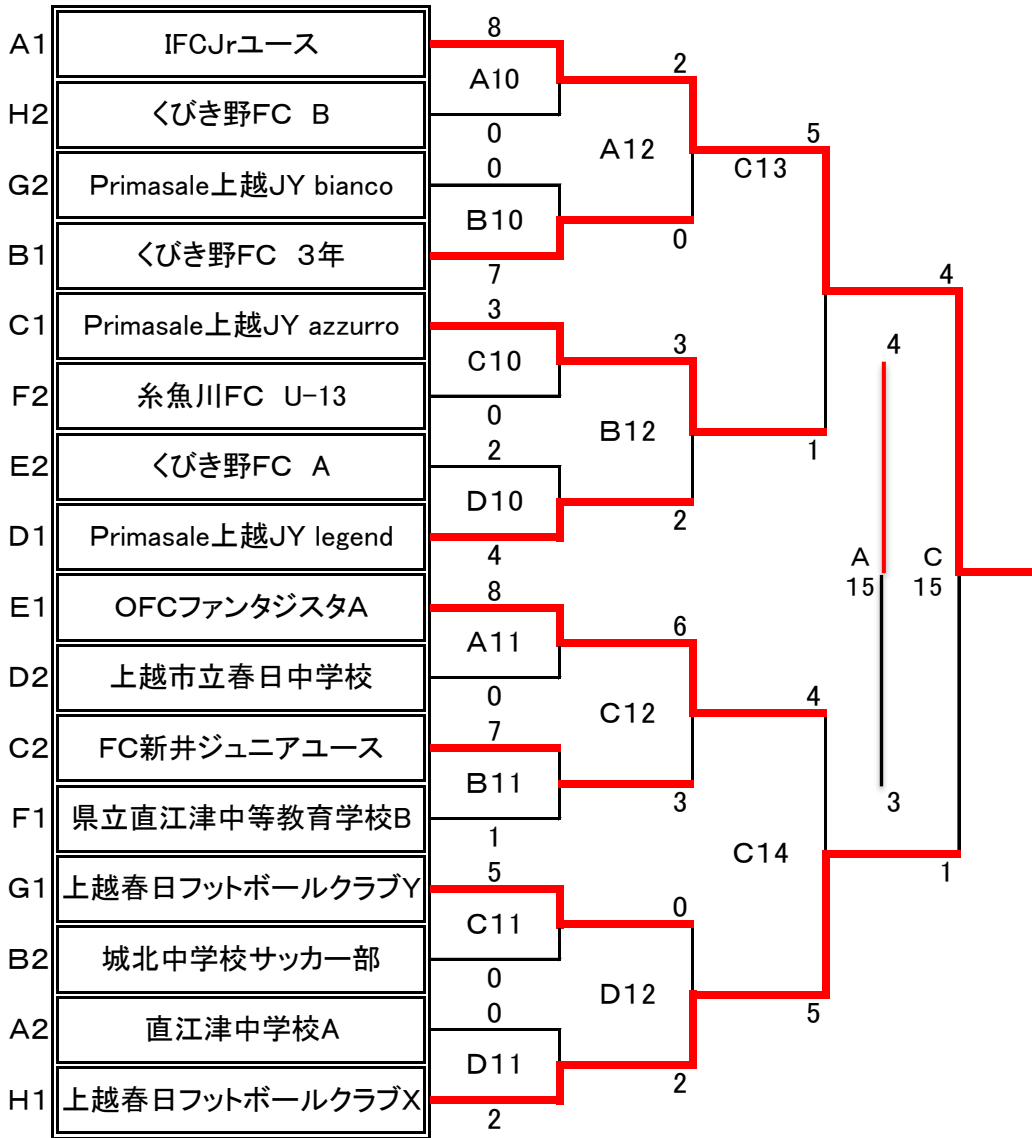 A1 IFCJrユース
H2 くびき野FC B
G2 Primasale上越JY bianco
B1 くびき野FC 3年
C1 Primasale上越JY azzurro
F2 糸魚川FC U-13
E2 くびき野FC A
D1 Primasale上越JY legend
E1 OFCファンタジスタA
D2 上越市立春日中学校
C2 FC新井ジュニアユース
F1 県立直江津中等教育学校B
G1 上越春日フットボールクラブY
B2 城北中学校サッカー部
A2 直江津中学校A
H1 上越春日フットボールクラブX
8
A10
0
0
B10
7
3
C10
0
2
D10
4
8
A11
0
7
B11
1
5
C11
0
0
D11
2
2
A12
0
3
B12
2
6
C12
3
0
D12
2
5
C13
1
4
C14
5
4
A
15
3
4
C
15
1